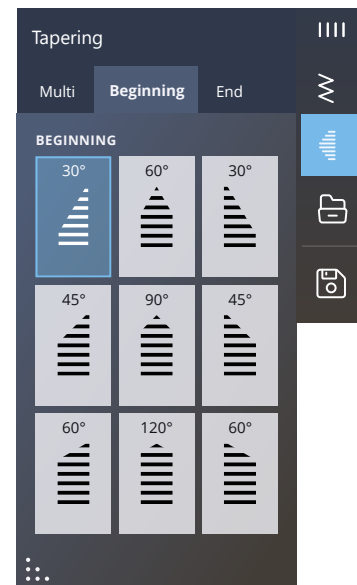 Tapering
Multi Beginning End
BEGINNING
30° 60° 30°
45° 90° 45°
60° 120° 60°